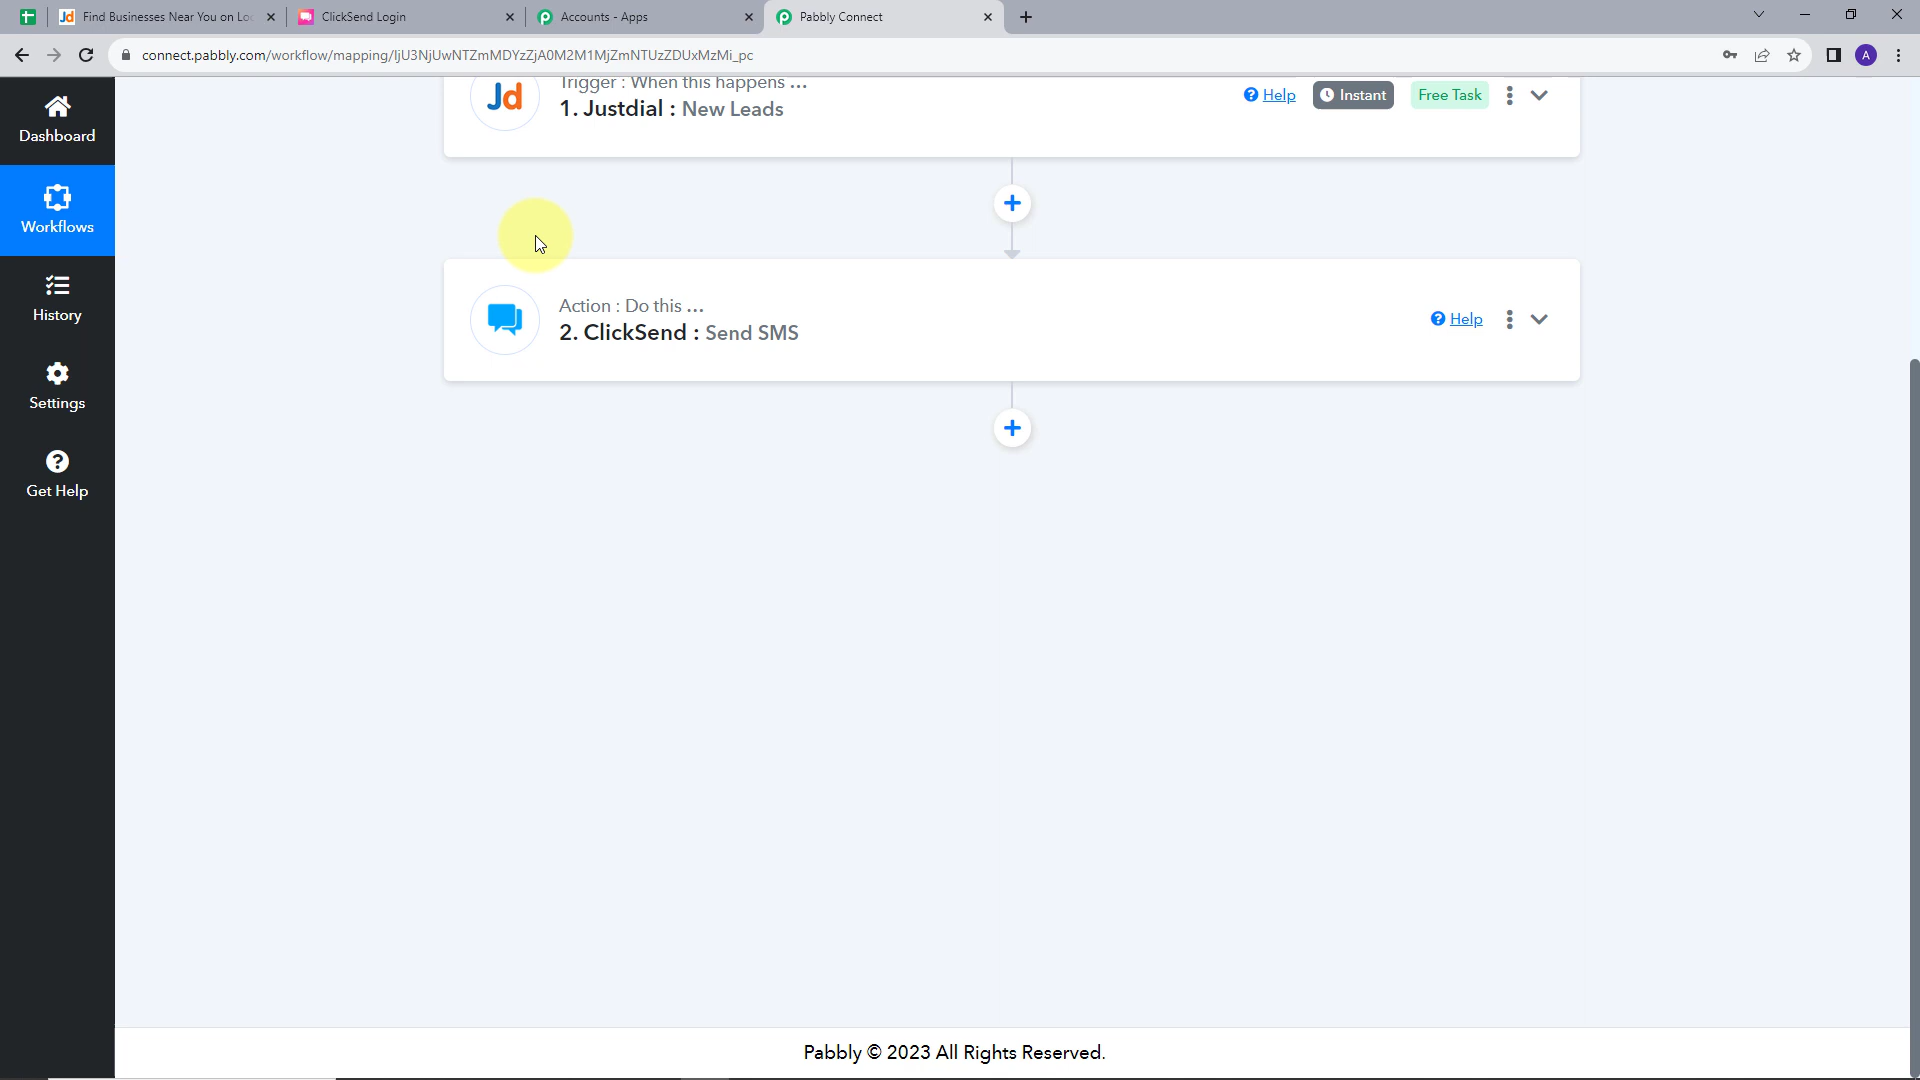 Find Businesses Near You on Lo
ClickSend Login
Accounts - Apps
Pabbly Connect
connect.pabbly.com/workflow/mapping/IjU3NjUwNTZmMDYzZjA0M2M1MjZmNTUzZDUxMzMi_pc
A
Dashboard
Workflows
History
Settings
Get Help
Jd
Trigger : When this happens ...
1. Justdial : New Leads
Help
Instant
Free Task
Action : Do this ...
2. ClickSend : Send SMS
Help
Pabbly © 2023 All Rights Reserved.